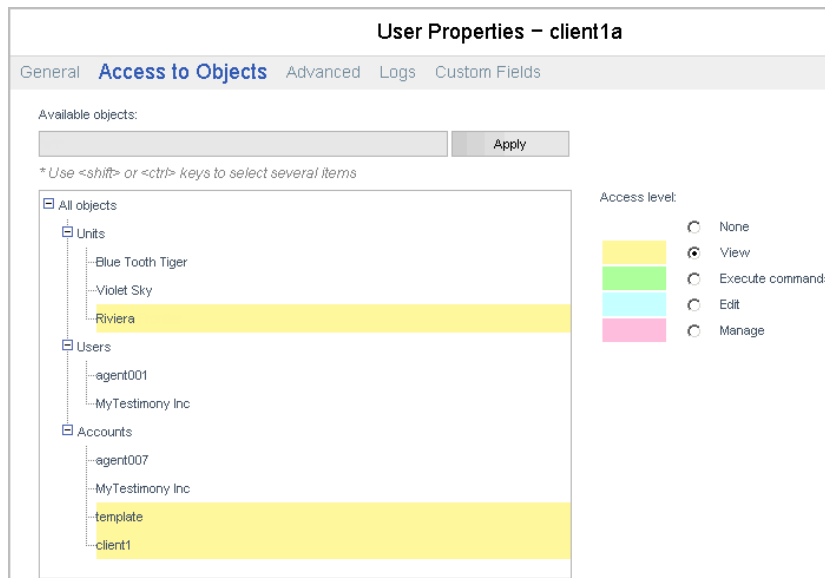 User Properties – client1a
General Access to Objects Advanced Logs Custom Fields
Available objects:
Apply
* Use <shift> or <ctrl> keys to select several items
All objects
Units
Blue Tooth Tiger
Violet Sky
Riviera
Users
agent001
MyTestimony Inc
Accounts
agent007
MyTestimony Inc
template
client1
Access level:
None
View
Execute command
Edit
Manage